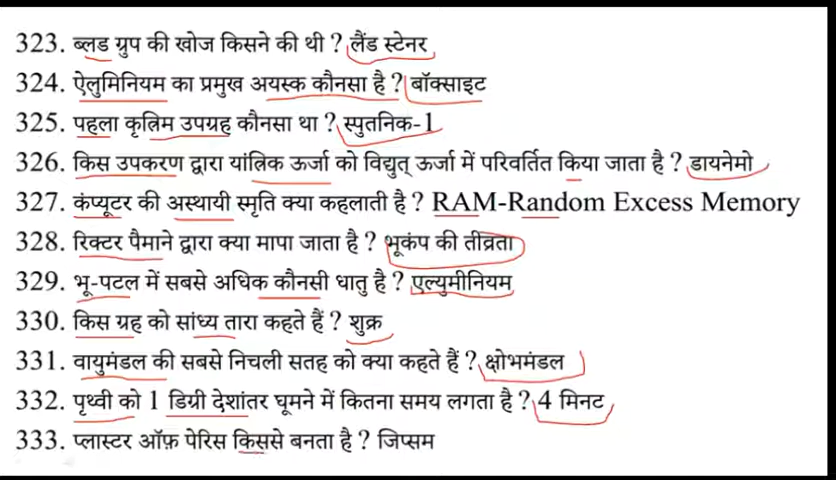 323. ब्लड ग्रुप की खोज किसने की थी ? लैंड स्टेनर
324. ऐलुमिनियम का प्रमुख अयस्क कौनसा है ? बॉक्साइट
325. पहला कृत्रिम उपग्रह कौनसा था ? स्पुतनिक-1
326. किस उपकरण द्वारा यांत्रिक ऊर्जा को विद्युत् ऊर्जा में परिवर्तित किया जाता है ? डायनेमो
327. कंप्यूटर की अस्थायी स्मृति क्या कहलाती है ? RAM-Random Excess Memory
328. रिक्टर पैमाने द्वारा क्या मापा जाता है ? भूकंप की तीव्रता
329. भू-पटल में सबसे अधिक कौनसी धातु है ? एल्युमीनियम
330. किस ग्रह को सांध्य तारा कहते हैं ? शुक्र
331. वायुमंडल की सबसे निचली सतह को क्या कहते हैं ? क्षोभमंडल
332. पृथ्वी को 1 डिग्री देशांतर घूमने में कितना समय लगता है ? 4 मिनट
333. प्लास्टर ऑफ़ पेरिस किससे बनता है ? जिप्सम